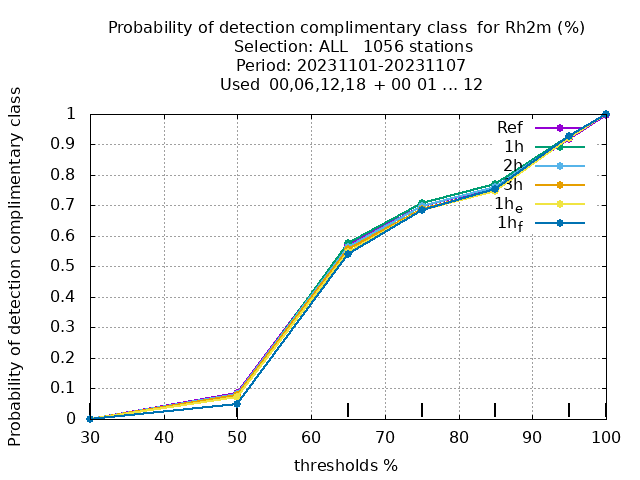 Probability of detection complimentary class  for Rh2m (%)
Selection: ALL   1056 stations
Period: 20231101-20231107
Used  00,06,12,18  + 00 01 ... 12
Probability of detection complimentary class
1
0.9
0.8
0.7
0.6
0.5
0.4
0.3
0.2
0.1
0
Ref
1h
2h
3h
1he
1hf
30 40 50 60 70 80 90 100
thresholds %